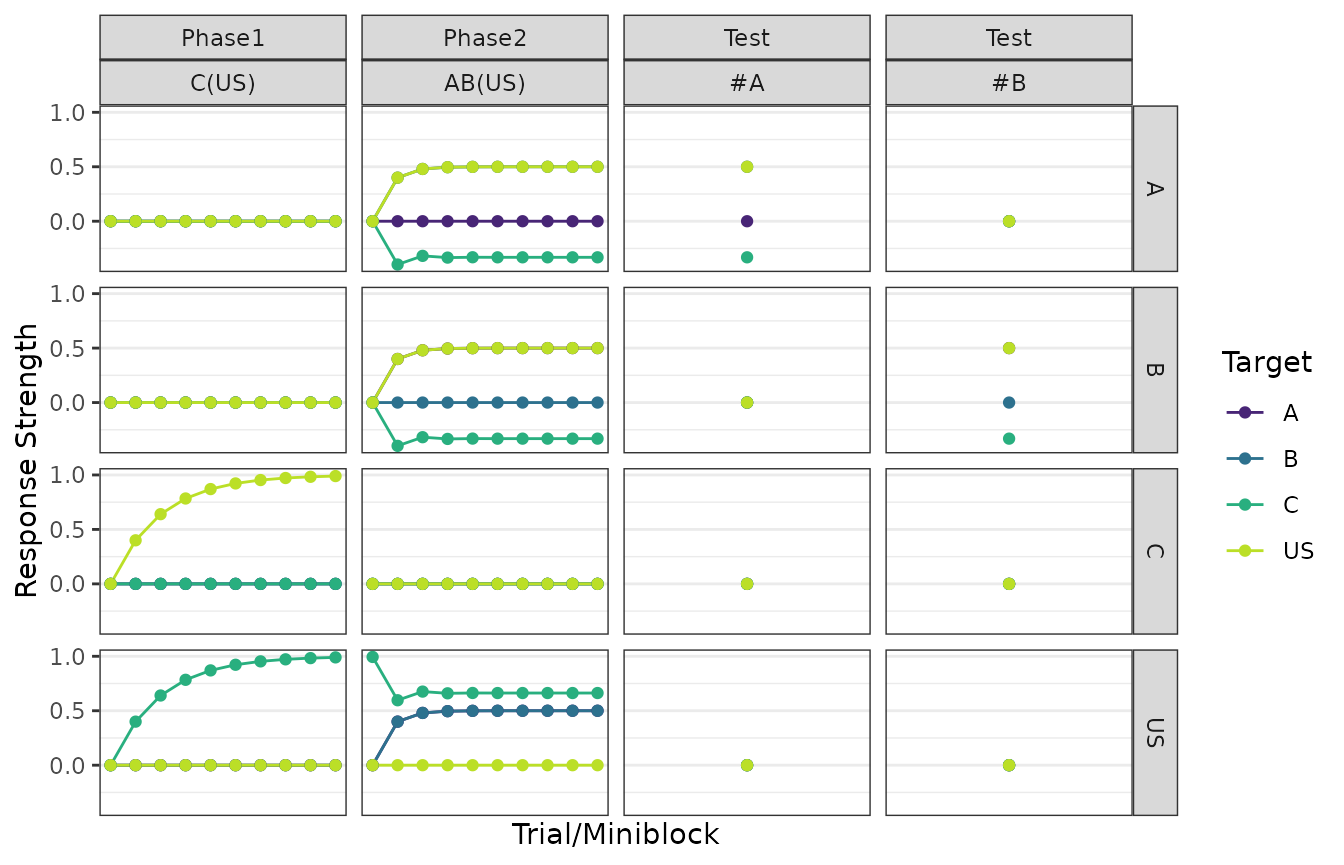 Phase1 Phase2 Test Test
C(US) AB(US) #A #B
1.0
0.5
0.0
A
1.0
0.5
0.0
B
1.0
0.5
0.0
C
1.0
0.5
0.0
US
Response Strength
Trial/Miniblock
Target
A
B
C
US